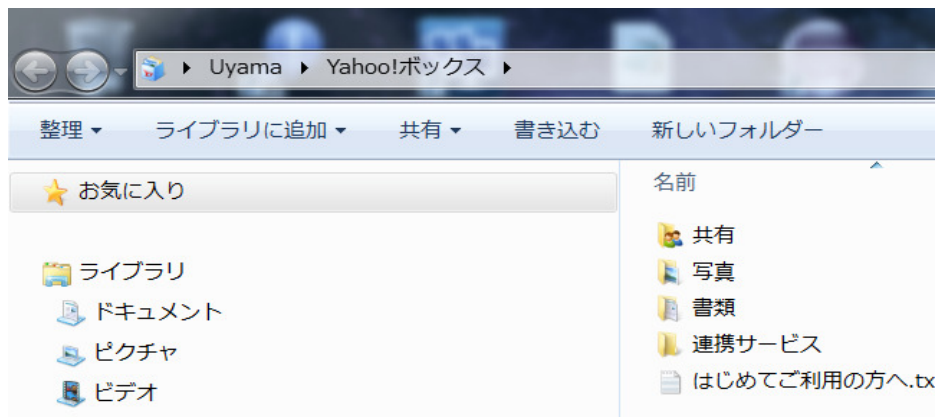 Uyama Yahoo!ボックス
整理 ライブラリに追加 共有 書き込む 新しいフォルダー
お気に入り
ライブラリ
ドキュメント
ピクチャ
ビデオ
名前
共有
写真
書類
連携サービス
はじめてご利用の方へ.tx